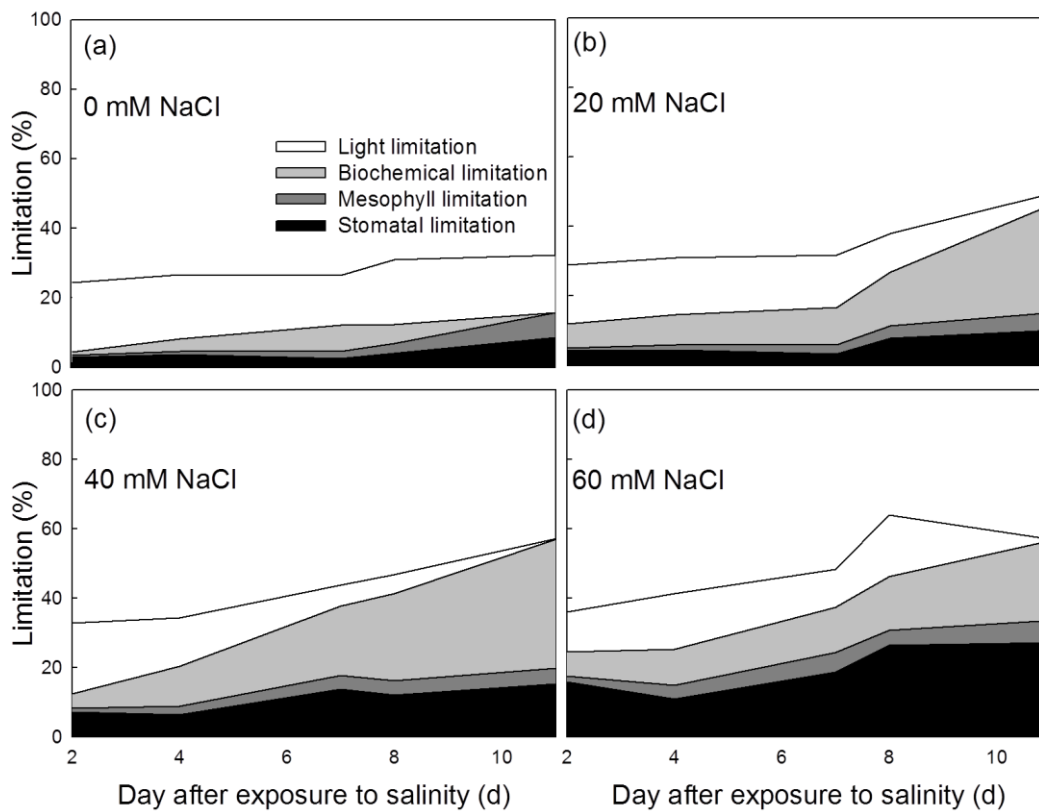 100
80
60
40
20
0
Limitation (%)
(a)
0 mM NaCl
Light limitation
Biochemical limitation
Mesophyll limitation
Stomatal limitation
(b)
20 mM NaCl
100
80
60
40
20
0
Limitation (%)
(c)
40 mM NaCl
(d)
60 mM NaCl
2 4 6 8 10
2 4 6 8 10
Day after exposure to salinity (d)
Day after exposure to salinity (d)